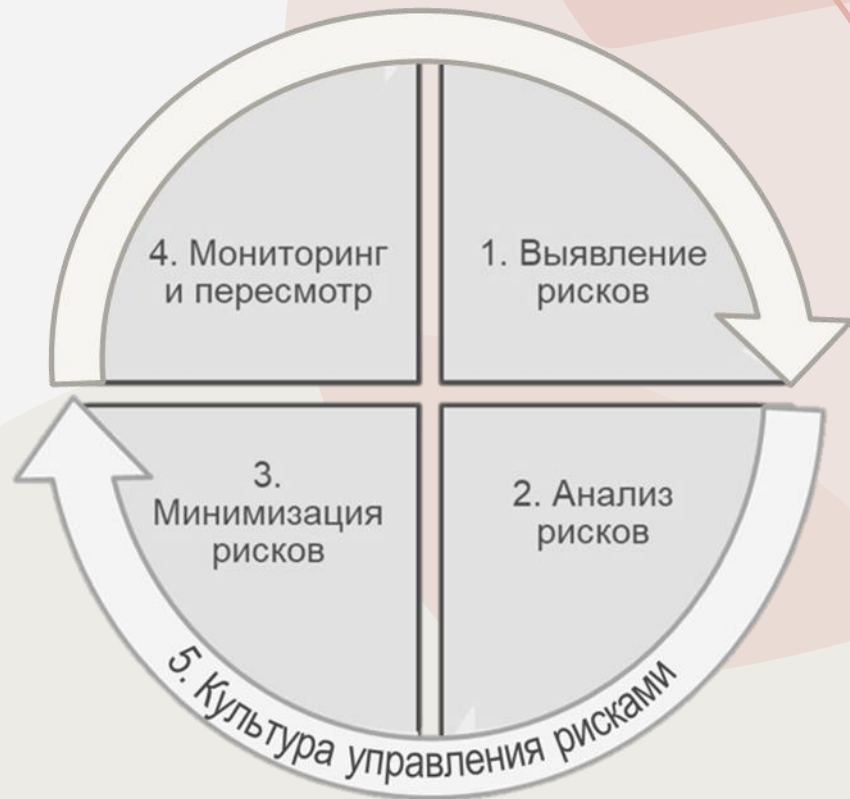 1. Выявление
рисков
2. Анализ
рисков
3.
Минимизация
рисков
4. Мониторинг
и пересмотр
5. Культура управления рисками